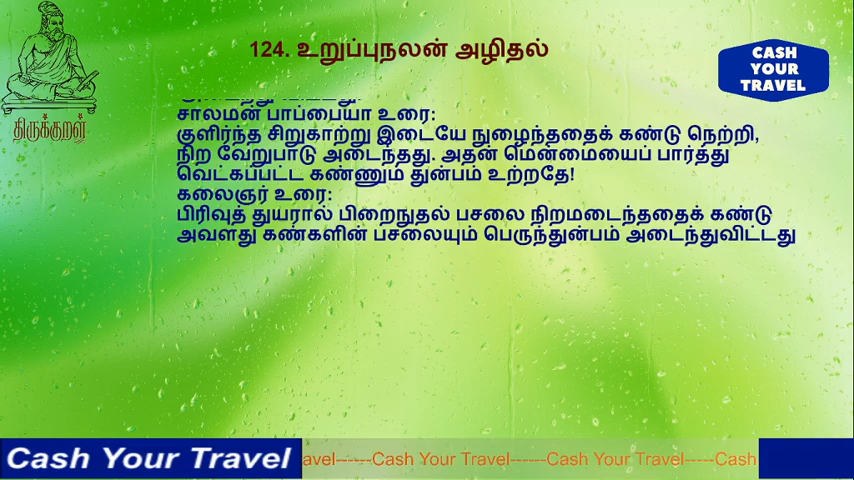 124. உறுப்புநலன் அழிதல்
CASH
YOUR
TRAVEL
திருக்குறள்
சாலமன் பாப்பையா உரை:
குளிர்ந்த சிறுகாற்று இடையே நுழைந்ததைக் கண்டு நெற்றி,
நிற வேறுபாடு அடைந்தது. அதன் மென்மையைப் பார்த்து
வெட்கப்பட்ட கண்ணும் துன்பம் உற்றதே!
கலைஞர் உரை:
பிரிவுத் துயரால் பிறைநுதல் பசலை நிறமடைந்ததைக் கண்டு
அவளது கண்களின் பசலையும் பெருந்துன்பம் அடைந்துவிட்டது
Cash Your Travel
avel------Cash Your Travel------Cash Your Travel-----Cash